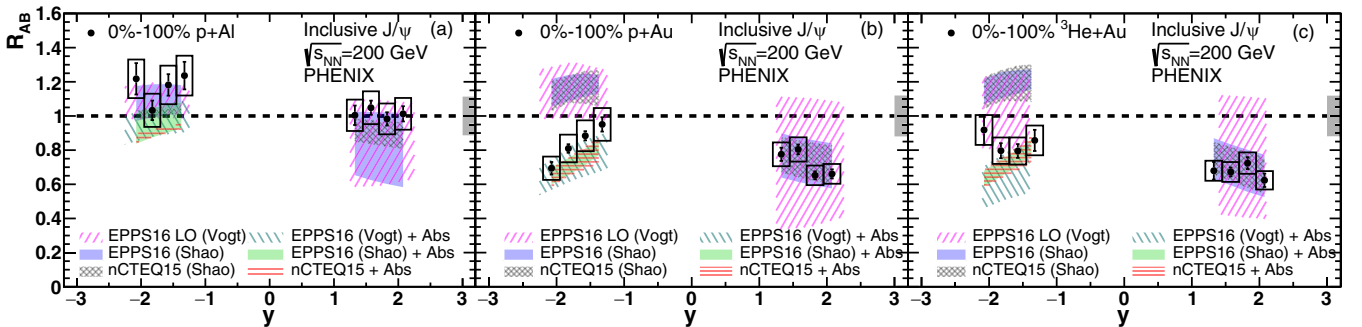 R_AB
1.6
1.4
1.2
1
0.8
0.6
0.4
0.2
0
0%-100% p+Al
Inclusive J/ψ
(a)
√s_NN=200 GeV
PHENIX
EPPS16 LO (Vogt)
EPPS16 (Vogt) + Abs
EPPS16 (Shao)
EPPS16 (Shao) + Abs
nCTEQ15 (Shao)
nCTEQ15 + Abs
−3 −2 −1 0 1 2 3
y
0%-100% p+Au
Inclusive J/ψ
(b)
√s_NN=200 GeV
PHENIX
EPPS16 LO (Vogt)
EPPS16 (Vogt) + Abs
EPPS16 (Shao)
EPPS16 (Shao) + Abs
nCTEQ15 (Shao)
nCTEQ15 + Abs
−3 −2 −1 0 1 2 3
y
0%-100% ³He+Au
Inclusive J/ψ
(c)
√s_NN=200 GeV
PHENIX
EPPS16 LO (Vogt)
EPPS16 (Vogt) + Abs
EPPS16 (Shao)
EPPS16 (Shao) + Abs
nCTEQ15 (Shao)
nCTEQ15 + Abs
−3 −2 −1 0 1 2 3
y